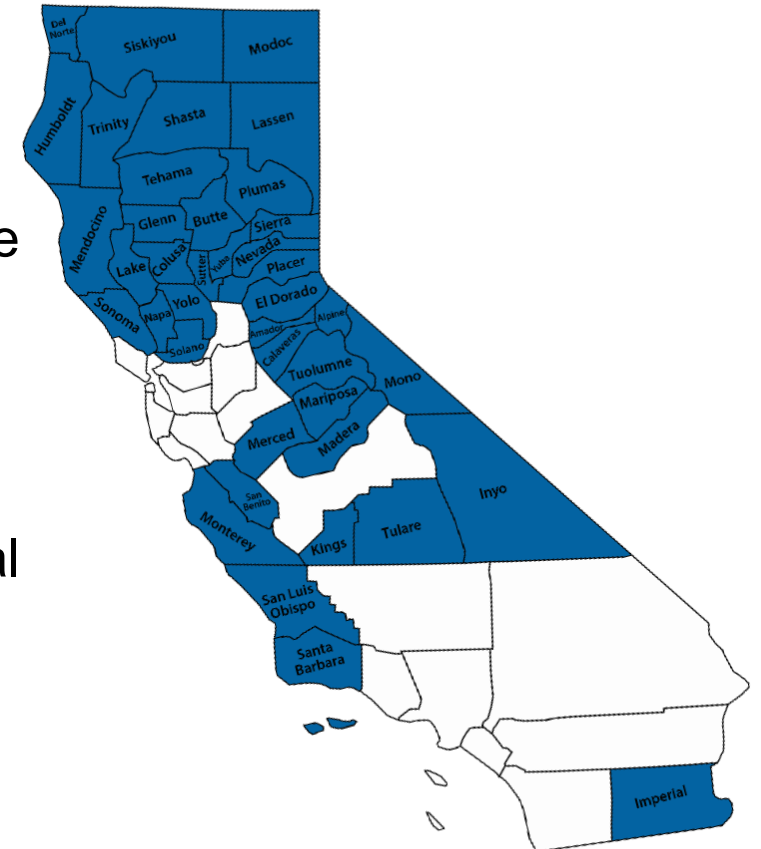 Del
Norte
Siskiyou
Modoc
Humboldt
Trinity
Shasta
Lassen
Tehama
Plumas
Mendocino
Glenn
Butte
Sierra
e
Lake
Colusa
Sutter
Yuba
Nevada
Placer
Sonoma
Napa
Yolo
El Dorado
Solano
Amador
Alpine
Calaveras
Tuolumne
Mono
Mariposa
Merced
Madera
San
Benito
Inyo
Monterey
Kings
Tulare
al
San Luis
Obispo
Santa
Barbara
Imperial